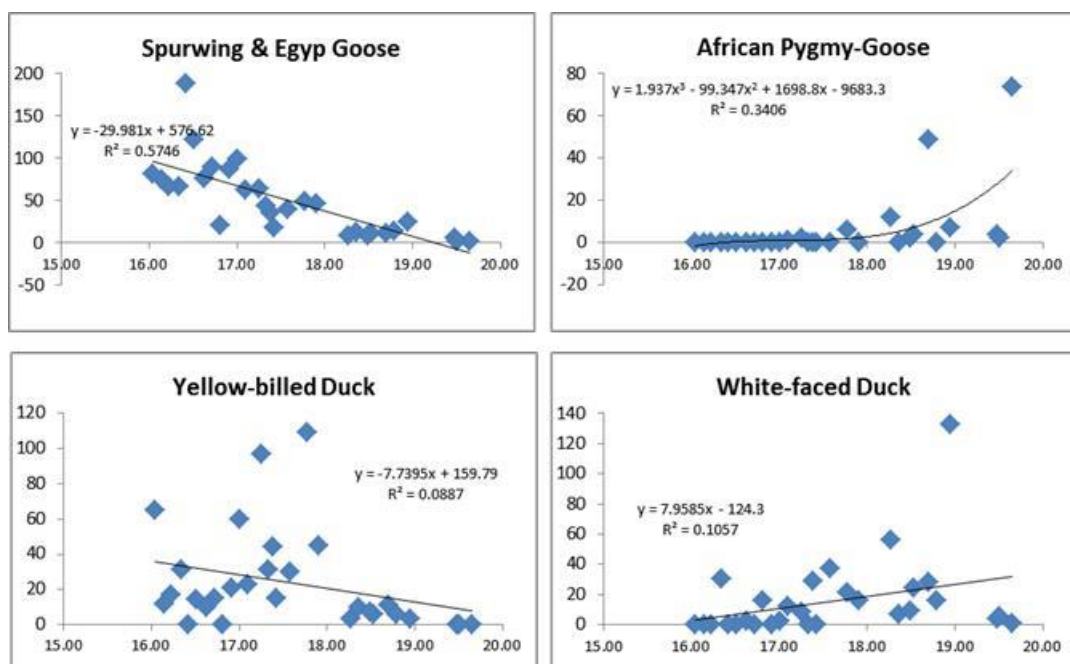 Spurwing & Egyp Goose
200
150
y = -29.981x + 576.62
R² = 0.5746
100
50
0
15.00 16.00 17.00 18.00 19.00 20.00
-50
African Pygmy-Goose
80
y = 1.937x³ - 99.347x² + 1698.8x - 9683.3
R² = 0.3406
60
40
20
0
15.00 16.00 17.00 18.00 19.00 20.00
-20
Yellow-billed Duck
120
100
y = -7.7395x + 159.79
R² = 0.0887
80
60
40
20
0
15.00 16.00 17.00 18.00 19.00 20.00
White-faced Duck
140
120
100
80
y = 7.9585x - 124.3
R² = 0.1057
60
40
20
0
15.00 16.00 17.00 18.00 19.00 20.00